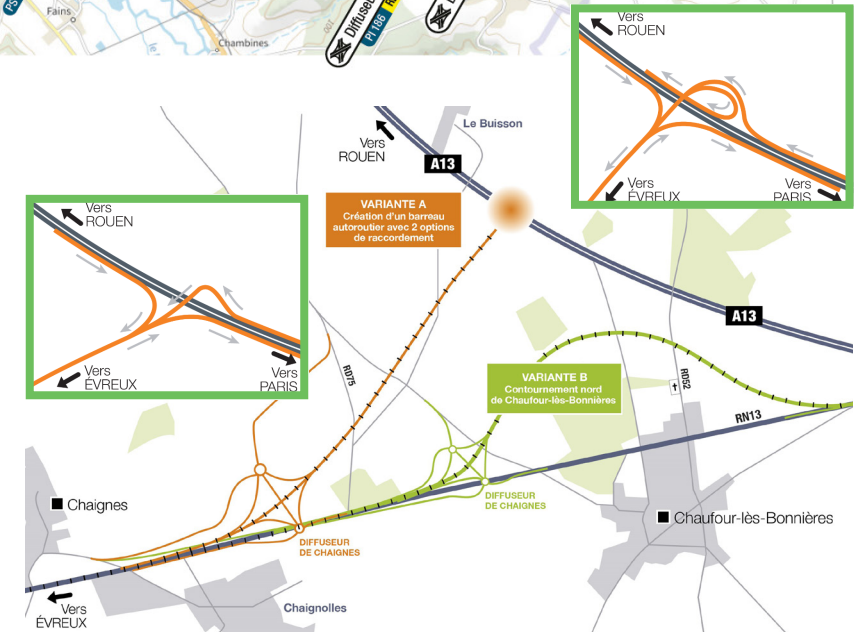 PS
Fains
Chambines
Diffuseur
PI 186
Vers
ROUEN
Vers
ÉVREUX
Vers
PARIS
Le Buisson
Vers
ROUEN
A13
VARIANTE A
Création d'un barreau
autoroutier avec 2 options
de raccordement
Vers
ROUEN
Vers
ÉVREUX
Vers
PARIS
A13
RD75
RD52
VARIANTE B
Contournement nord
de Chaufour-lès-Bonnières
RN13
Chaignes
DIFFUSEUR
DE CHAIGNES
Chaufour-lès-Bonnières
DIFFUSEUR
DE CHAIGNES
Vers
ÉVREUX
Chaignolles